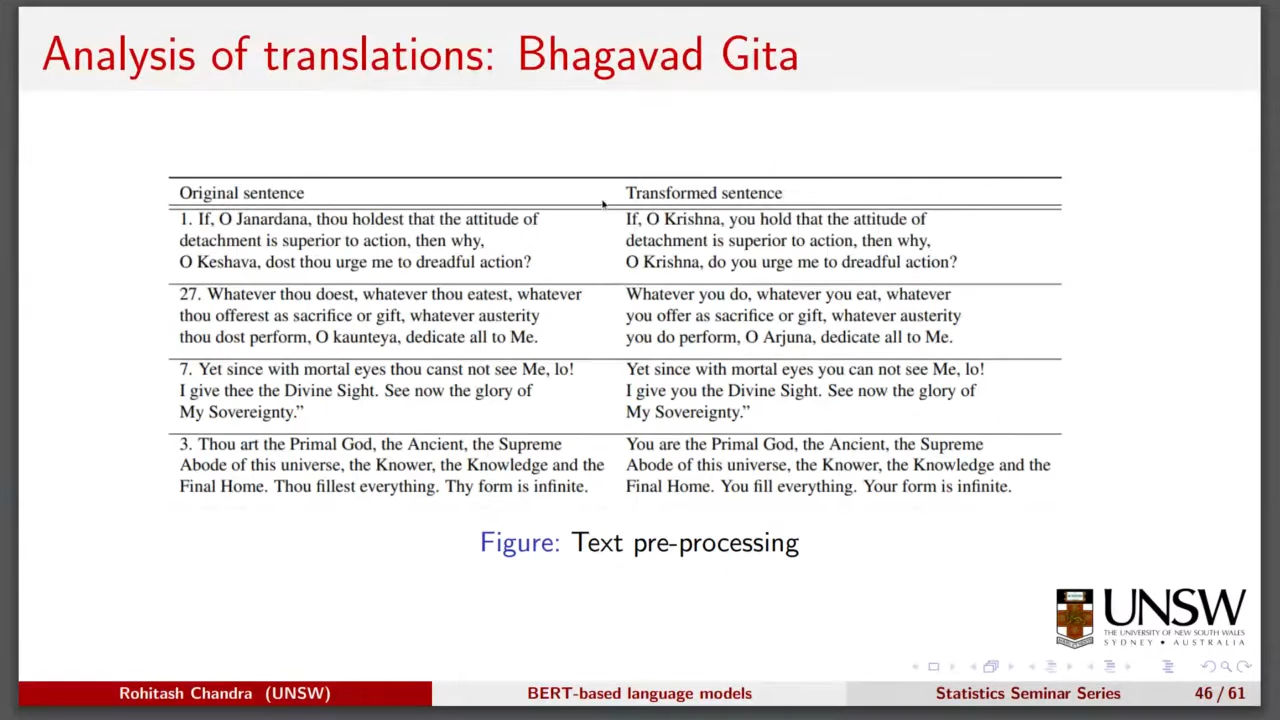 Analysis of translations: Bhagavad Gita
Original sentence
Transformed sentence
1. If, O Janardana, thou holdest that the attitude of
detachment is superior to action, then why,
O Keshava, dost thou urge me to dreadful action?
If, O Krishna, you hold that the attitude of
detachment is superior to action, then why,
O Krishna, do you urge me to dreadful action?
27. Whatever thou doest, whatever thou eatest, whatever
thou offerest as sacrifice or gift, whatever austerity
thou dost perform, O kaunteya, dedicate all to Me.
Whatever you do, whatever you eat, whatever
you offer as sacrifice or gift, whatever austerity
you do perform, O Arjuna, dedicate all to Me.
7. Yet since with mortal eyes thou canst not see Me, lo!
I give thee the Divine Sight. See now the glory of
My Sovereignty.”
Yet since with mortal eyes you can not see Me, lo!
I give you the Divine Sight. See now the glory of
My Sovereignty.”
3. Thou art the Primal God, the Ancient, the Supreme
Abode of this universe, the Knower, the Knowledge and the
Final Home. Thou fillest everything. Thy form is infinite.
You are the Primal God, the Ancient, the Supreme
Abode of this universe, the Knower, the Knowledge and the
Final Home. You fill everything. Your form is infinite.
Figure: Text pre-processing
UNSW
THE UNIVERSITY OF NEW SOUTH WALES
SYDNEY • AUSTRALIA
Rohitash Chandra (UNSW)
BERT-based language models
Statistics Seminar Series
46 / 61